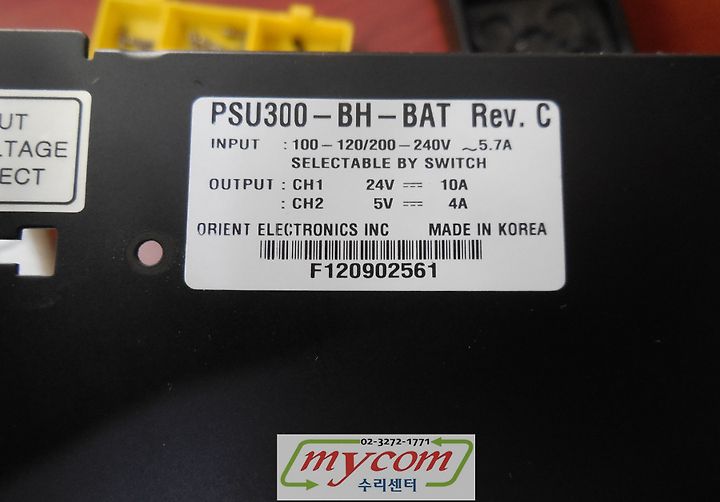 UT
LTAGE
ECT
PSU300-BH-BAT Rev. C
INPUT : 100-120/200-240V ~5.7A
SELECTABLE BY SWITCH
OUTPUT : CH1 24V ⎓ 10A
: CH2 5V ⎓ 4A
ORIENT ELECTRONICS INC MADE IN KOREA
F120902561
02-3272-1771
mycom
수리센터